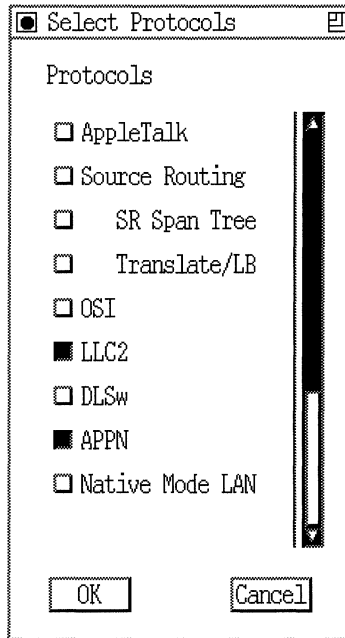 Select Protocols
Protocols
AppleTalk
Source Routing
SR Span Tree
Translate/LB
OSI
LLC2
DLSw
APPN
Native Mode LAN
OK
Cancel